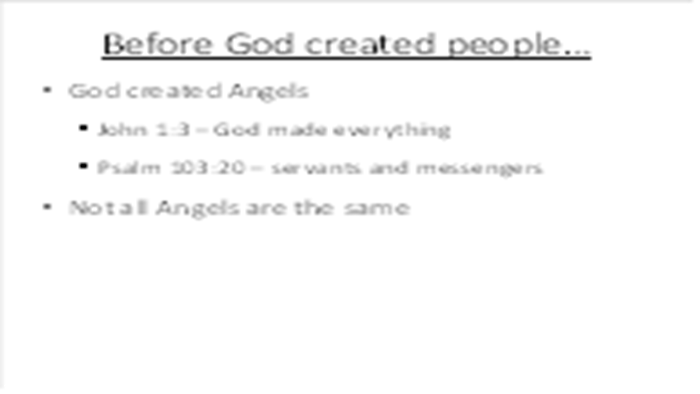 Before God created people...
• God created Angels
▪ John 1:3 – God made everything
▪ Psalm 103:20 – servants and messengers
• Not all Angels are the same